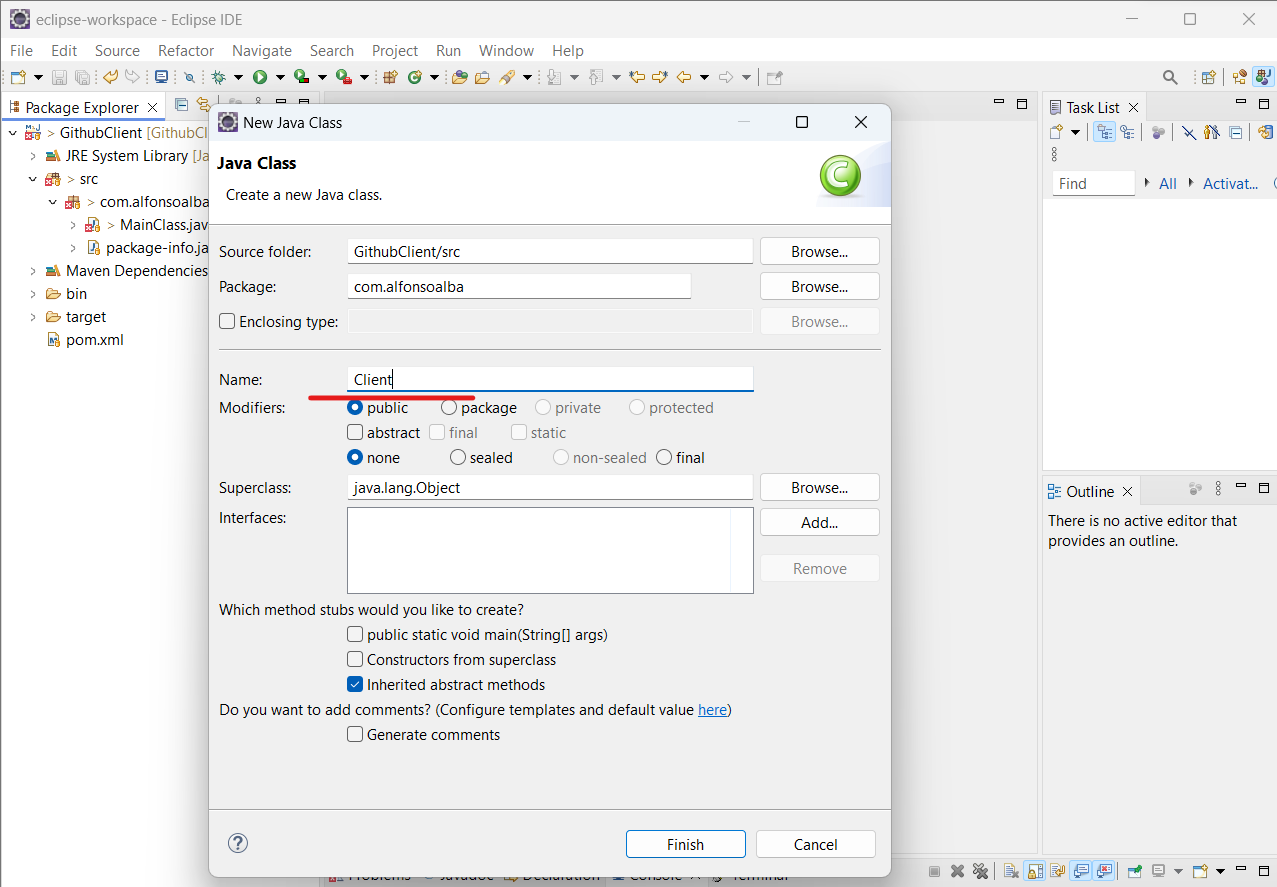 eclipse-workspace - Eclipse IDE
File Edit Source Refactor Navigate Search Project Run Window Help
Package Explorer
GithubClient [GithubCl
JRE System Library [Ja
src
com.alfonsoalba
MainClass.jav
package-info.ja
Maven Dependencies
bin
target
pom.xml
New Java Class
Java Class
Create a new Java class.
Source folder: GithubClient/src Browse...
Package: com.alfonsoalba Browse...
Enclosing type: Browse...
Name: Client
Modifiers: public package private protected
abstract final static
none sealed non-sealed final
Superclass: java.lang.Object Browse...
Interfaces: Add...
Remove
Which method stubs would you like to create?
public static void main(String[] args)
Constructors from superclass
Inherited abstract methods
Do you want to add comments? (Configure templates and default value here)
Generate comments
Finish Cancel
Task List
Find All Activat...
Outline
There is no active editor that
provides an outline.
Problems Javadoc Declaration Console Terminal